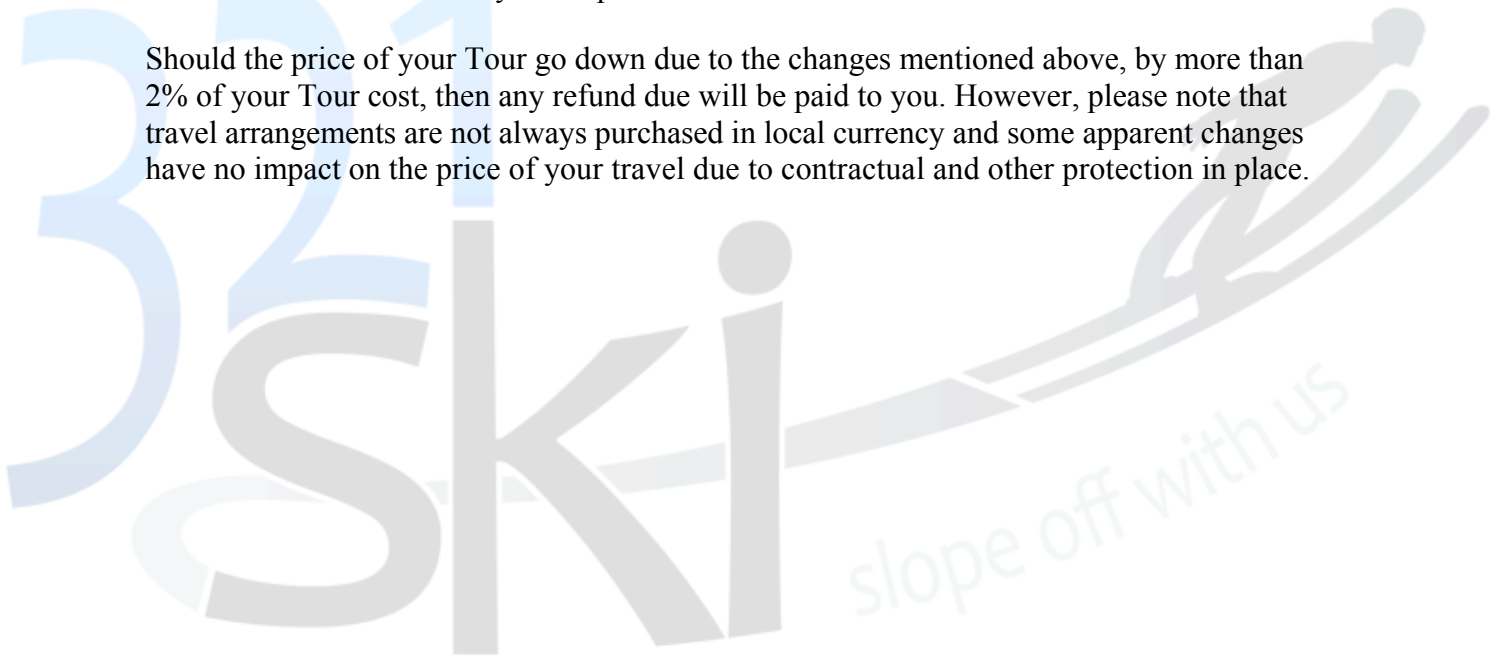 Should the price of your Tour go down due to the changes mentioned above, by more than
2% of your Tour cost, then any refund due will be paid to you. However, please note that
travel arrangements are not always purchased in local currency and some apparent changes
have no impact on the price of your travel due to contractual and other protection in place.
321
ski
slope off with us